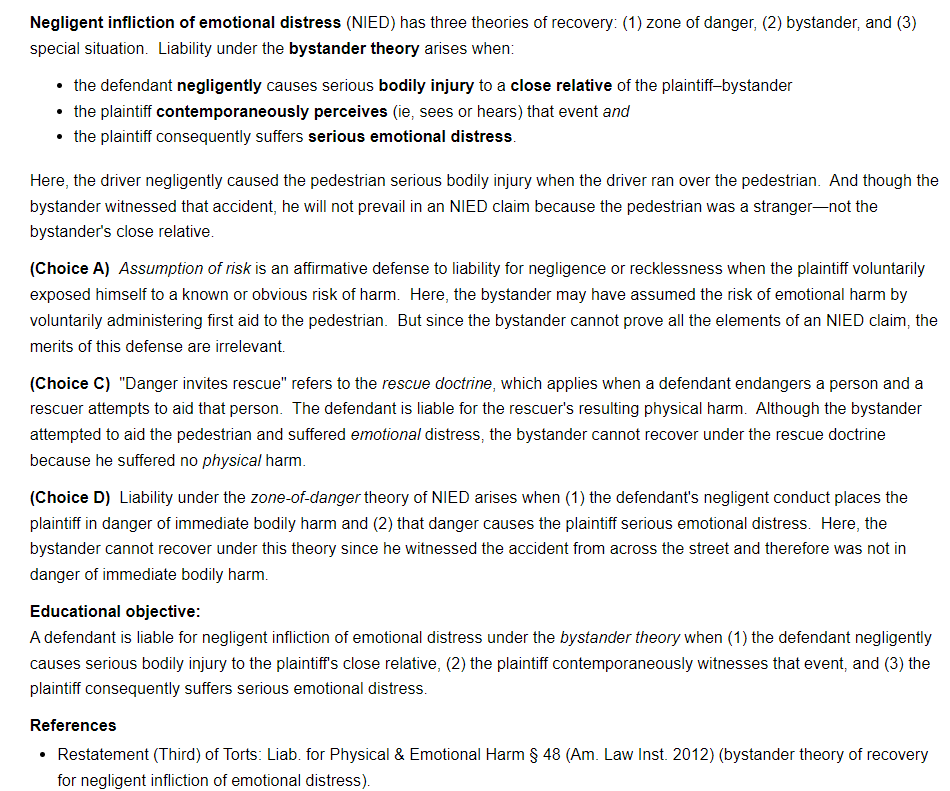 Negligent infliction of emotional distress (NIED) has three theories of recovery: (1) zone of danger, (2) bystander, and (3)
special situation. Liability under the bystander theory arises when:
• the defendant negligently causes serious bodily injury to a close relative of the plaintiff–bystander
• the plaintiff contemporaneously perceives (ie, sees or hears) that event and
• the plaintiff consequently suffers serious emotional distress.
Here, the driver negligently caused the pedestrian serious bodily injury when the driver ran over the pedestrian. And though the
bystander witnessed that accident, he will not prevail in an NIED claim because the pedestrian was a stranger—not the
bystander's close relative.
(Choice A) Assumption of risk is an affirmative defense to liability for negligence or recklessness when the plaintiff voluntarily
exposed himself to a known or obvious risk of harm. Here, the bystander may have assumed the risk of emotional harm by
voluntarily administering first aid to the pedestrian. But since the bystander cannot prove all the elements of an NIED claim, the
merits of this defense are irrelevant.
(Choice C) "Danger invites rescue" refers to the rescue doctrine, which applies when a defendant endangers a person and a
rescuer attempts to aid that person. The defendant is liable for the rescuer's resulting physical harm. Although the bystander
attempted to aid the pedestrian and suffered emotional distress, the bystander cannot recover under the rescue doctrine
because he suffered no physical harm.
(Choice D) Liability under the zone-of-danger theory of NIED arises when (1) the defendant's negligent conduct places the
plaintiff in danger of immediate bodily harm and (2) that danger causes the plaintiff serious emotional distress. Here, the
bystander cannot recover under this theory since he witnessed the accident from across the street and therefore was not in
danger of immediate bodily harm.
Educational objective:
A defendant is liable for negligent infliction of emotional distress under the bystander theory when (1) the defendant negligently
causes serious bodily injury to the plaintiff's close relative, (2) the plaintiff contemporaneously witnesses that event, and (3) the
plaintiff consequently suffers serious emotional distress.
References
• Restatement (Third) of Torts: Liab. for Physical & Emotional Harm § 48 (Am. Law Inst. 2012) (bystander theory of recovery
for negligent infliction of emotional distress).